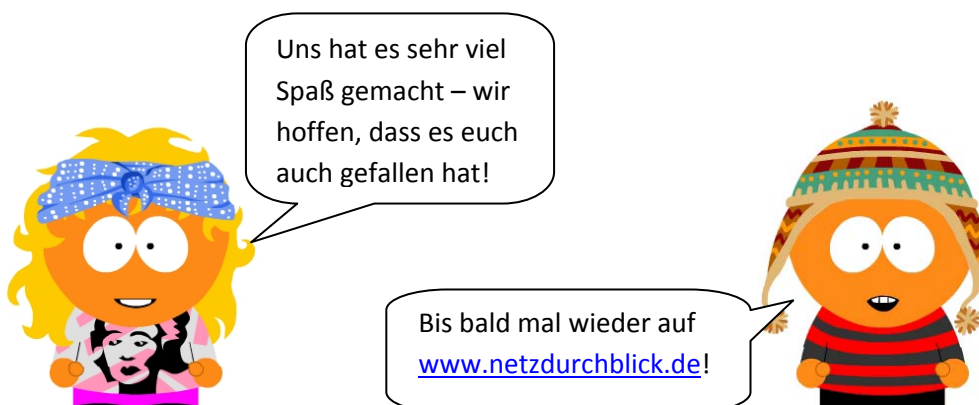 Uns hat es sehr viel
Spaß gemacht – wir
hoffen, dass es euch
auch gefallen hat!
Bis bald mal wieder auf
www.netzdurchblick.de!